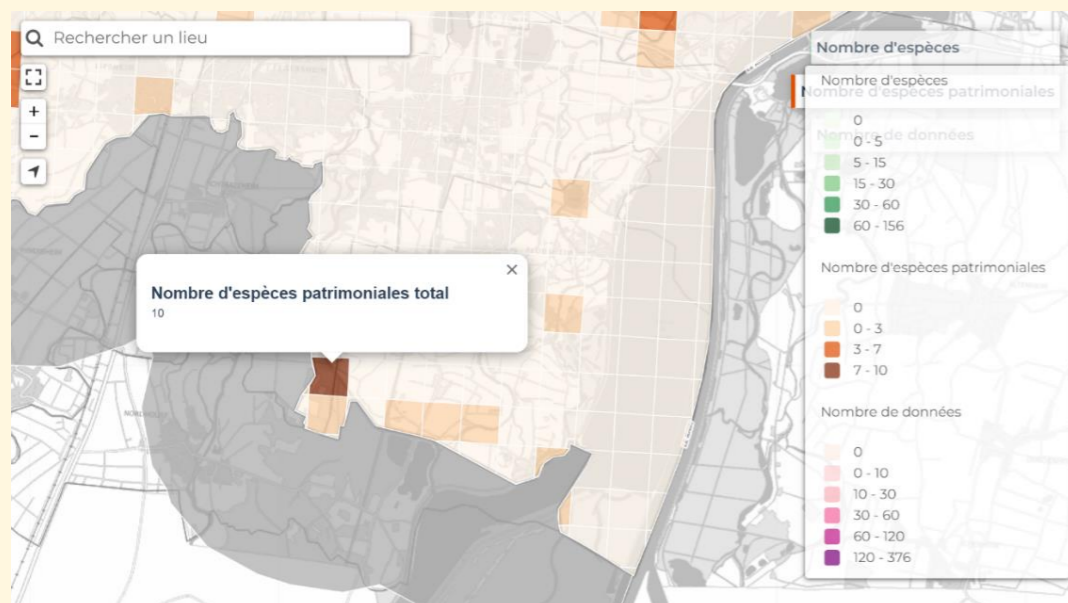 Rechercher un lieu
+
−
Nombre d'espèces patrimoniales total
10
Nombre d'espèces
Nombre d'espèces patrimoniales
Nombre de données
Nombre d'espèces
0
0 - 5
5 - 15
15 - 30
30 - 60
60 - 156
Nombre d'espèces patrimoniales
0
0 - 3
3 - 7
7 - 10
Nombre de données
0
0 - 10
10 - 30
30 - 60
60 - 120
120 - 376